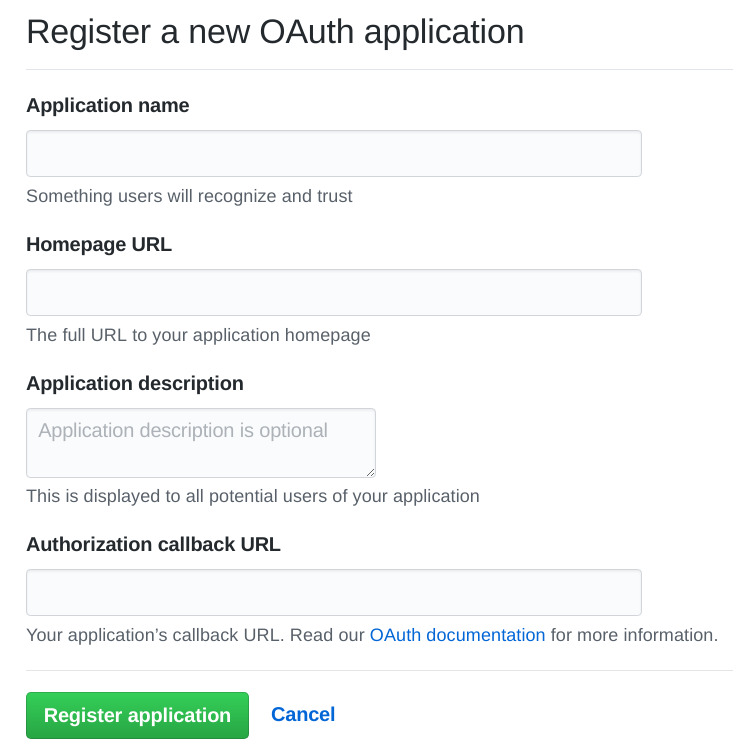 Register a new OAuth application
Application name
Something users will recognize and trust
Homepage URL
The full URL to your application homepage
Application description
Application description is optional
This is displayed to all potential users of your application
Authorization callback URL
Your application’s callback URL. Read our OAuth documentation for more information.
Register application Cancel